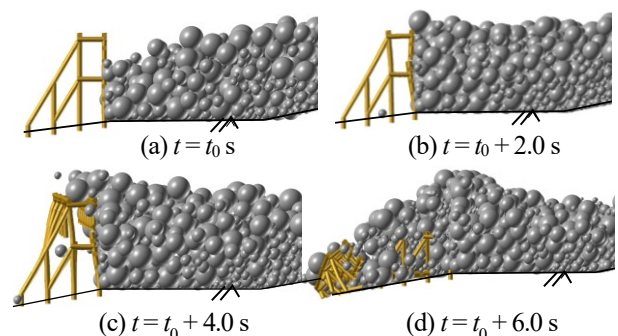 (a) t = t₀ s
(b) t = t₀ + 2.0 s
(c) t = t₀ + 4.0 s
(d) t = t₀ + 6.0 s